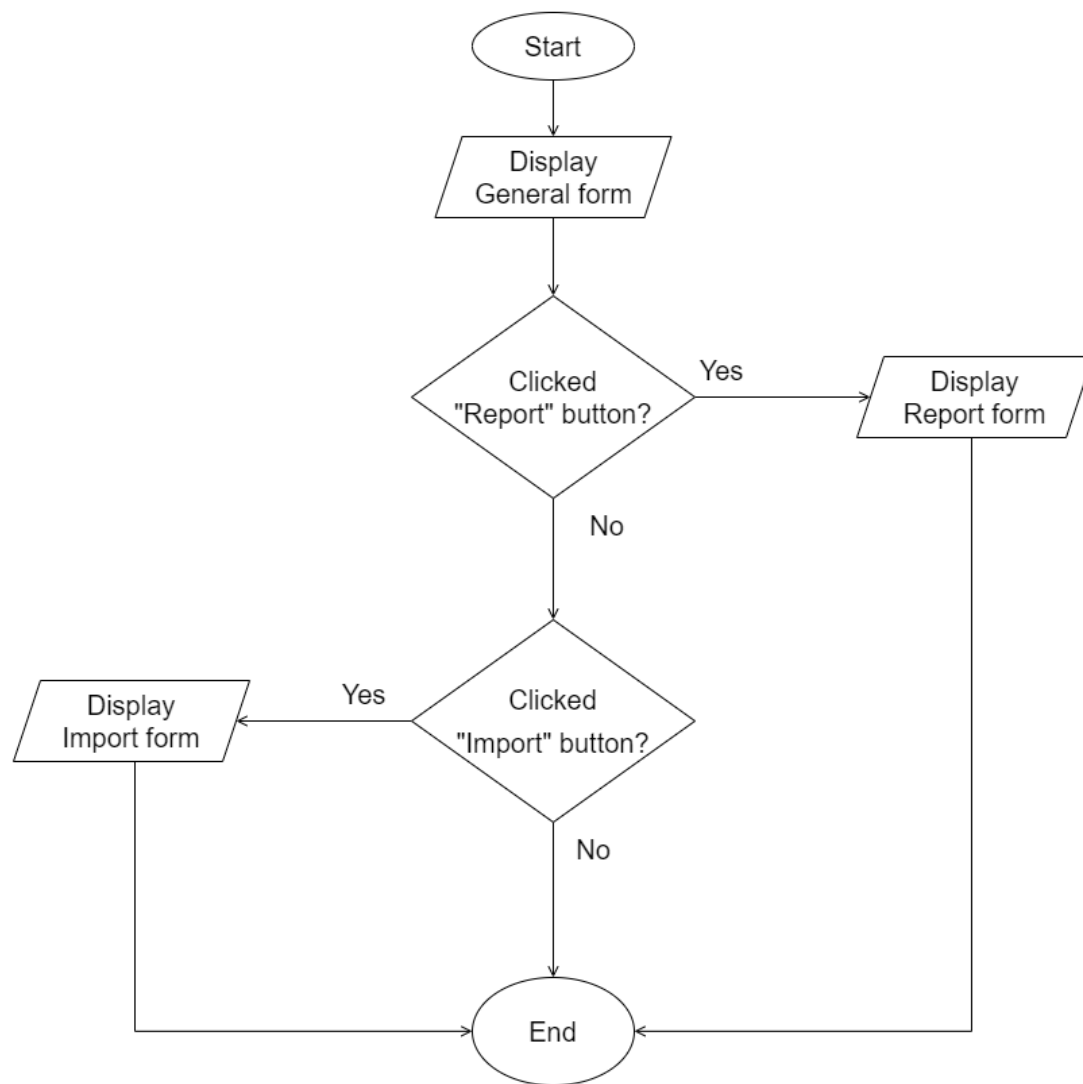 Start
Display
General form
Clicked
"Report" button?
Yes
Display
Report form
No
Clicked
"Import" button?
Yes
Display
Import form
No
End